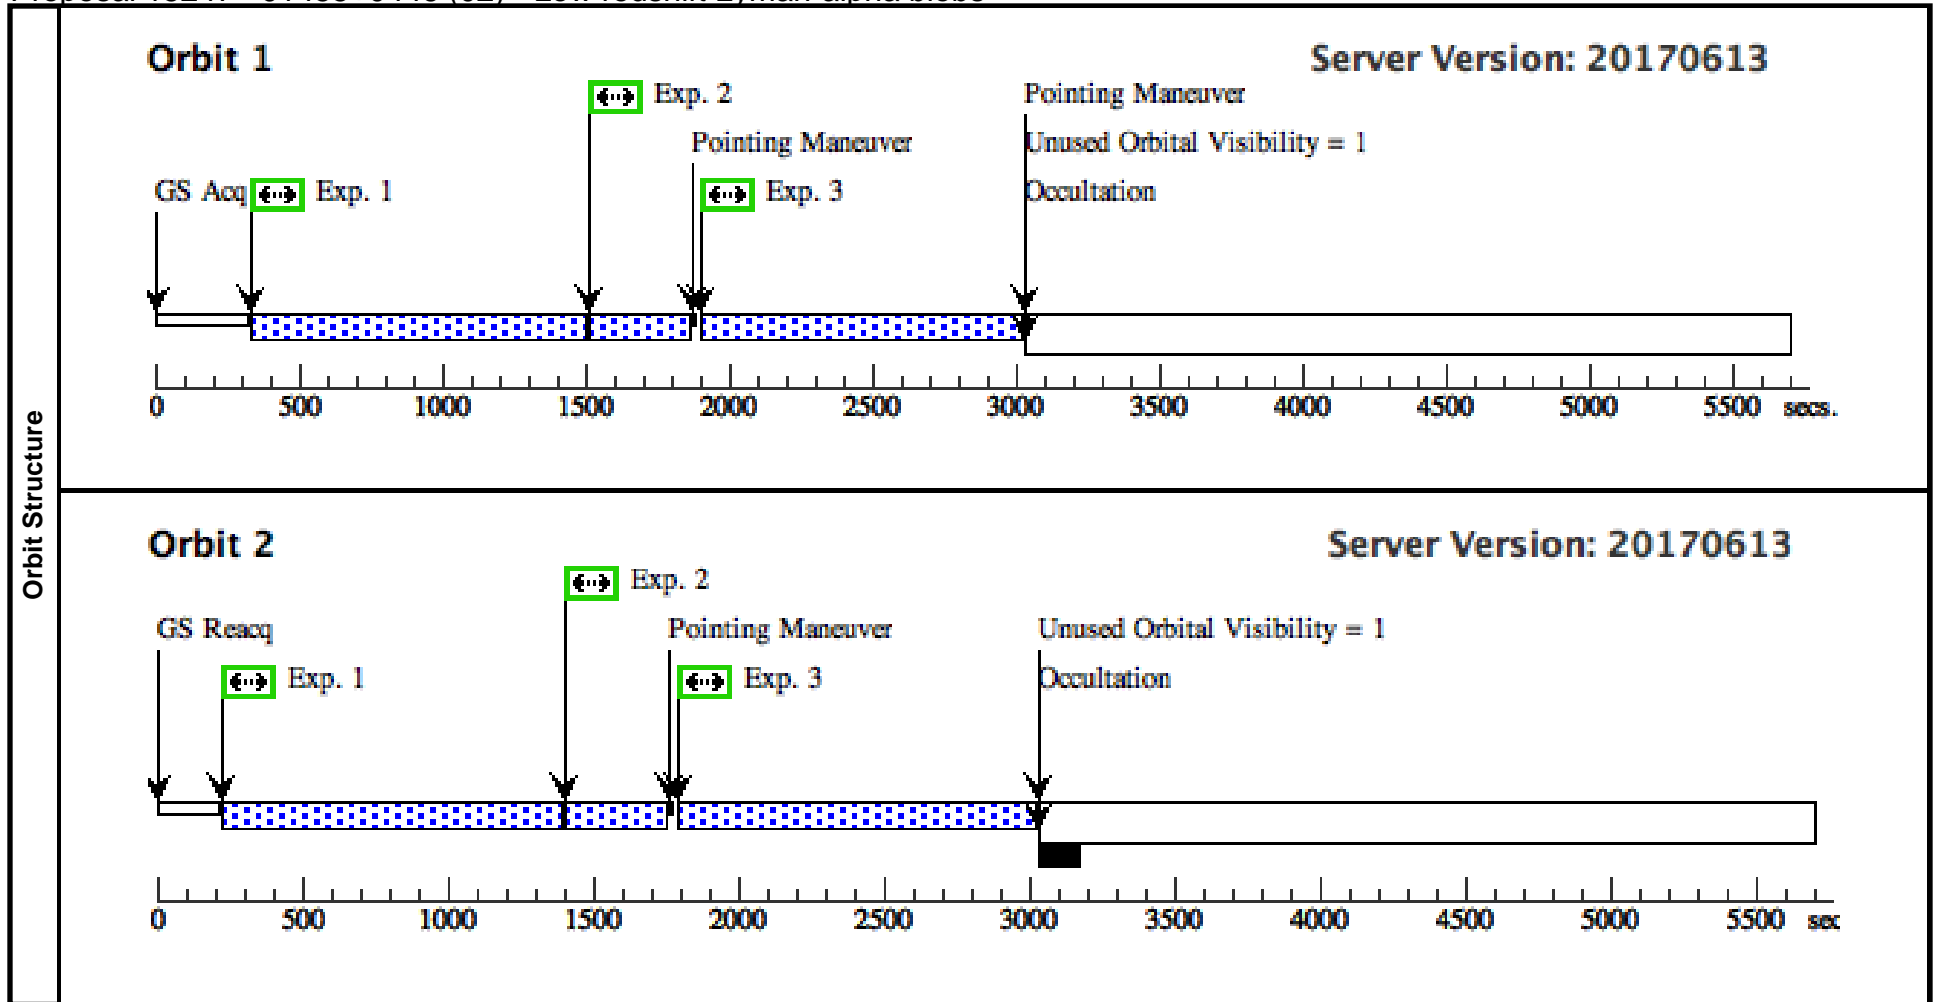 Orbit Structure
Orbit 1
Server Version: 20170613
Exp. 2
Pointing Maneuver
Pointing Maneuver
Unused Orbital Visibility = 1
GS Acq
Exp. 1
Exp. 3
Occultation
0 500 1000 1500 2000 2500 3000 3500 4000 4500 5000 5500 secs.
Orbit 2
Server Version: 20170613
Exp. 2
GS Reacq
Pointing Maneuver
Unused Orbital Visibility = 1
Exp. 1
Exp. 3
Occultation
0 500 1000 1500 2000 2500 3000 3500 4000 4500 5000 5500 sec